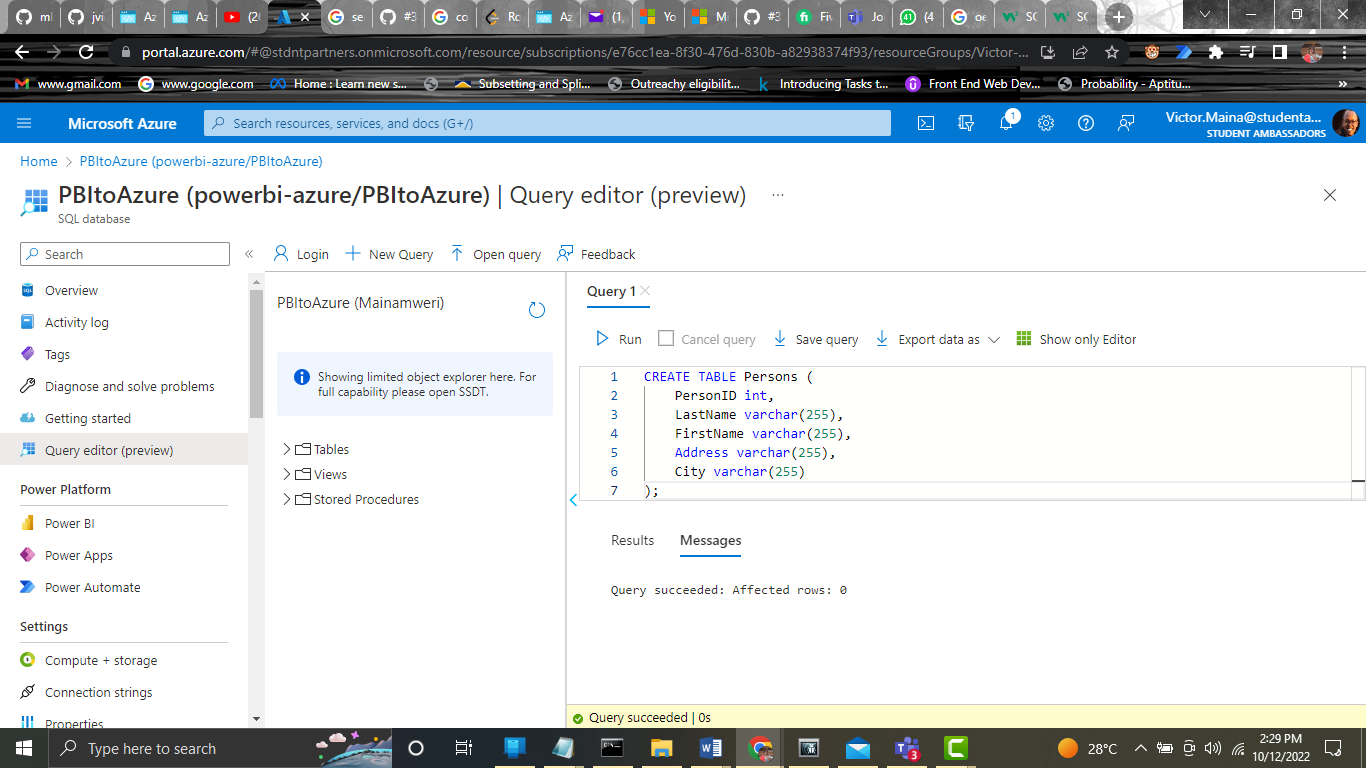 ml
jvi
Az
Az
(20
se
#3
co
Ro
Az
(1,
Yo
M
#3
Fiv
Jo
(4
oe
SC
SC
portal.azure.com/#@stdntpartners.onmicrosoft.com/resource/subscriptions/e76cc1ea-8f30-476d-830b-a82938374f93/resourceGroups/Victor-...
www.gmail.com
www.google.com
Home : Learn new s...
Subsetting and Spli...
Outreachy eligibilit...
Introducing Tasks t...
Front End Web Dev...
Probability - Aptitu...
»
Microsoft Azure
Search resources, services, and docs (G+/)
1
Victor.Maina@studenta...
STUDENT AMBASSADORS
Home > PBItoAzure (powerbi-azure/PBItoAzure)
PBItoAzure (powerbi-azure/PBItoAzure) | Query editor (preview) ...
SQL database
Search
«
Login
New Query
Open query
Feedback
Overview
Activity log
Tags
Diagnose and solve problems
Getting started
Query editor (preview)
Power Platform
Power BI
Power Apps
Power Automate
Settings
Compute + storage
Connection strings
Properties
PBItoAzure (Mainamweri)
Showing limited object explorer here. For
full capability please open SSDT.
Tables
Views
Stored Procedures
Query 1
Run
Cancel query
Save query
Export data as
Show only Editor
1 CREATE TABLE Persons (
2 PersonID int,
3 LastName varchar(255),
4 FirstName varchar(255),
5 Address varchar(255),
6 City varchar(255)
7 );
Results
Messages
Query succeeded: Affected rows: 0
Query succeeded | 0s
Type here to search
3
28°C
2:29 PM
10/12/2022